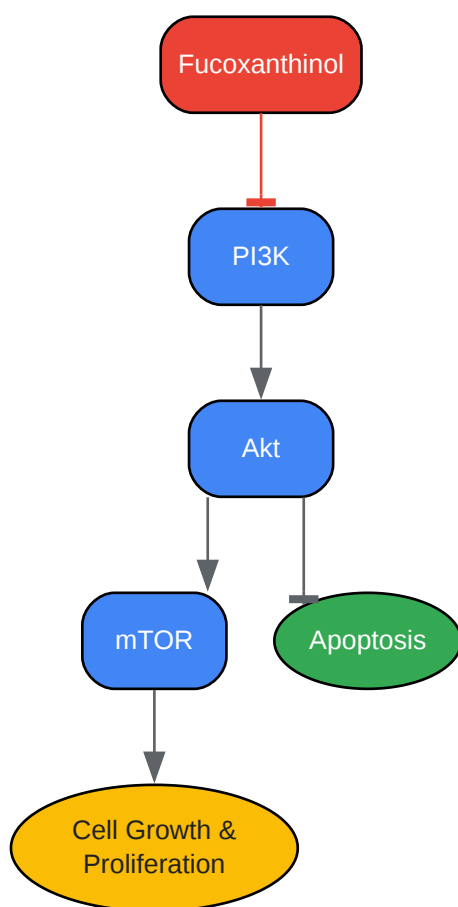 Fucoxanthinol
PI3K
Akt
mTOR
Apoptosis
Cell Growth &
Proliferation